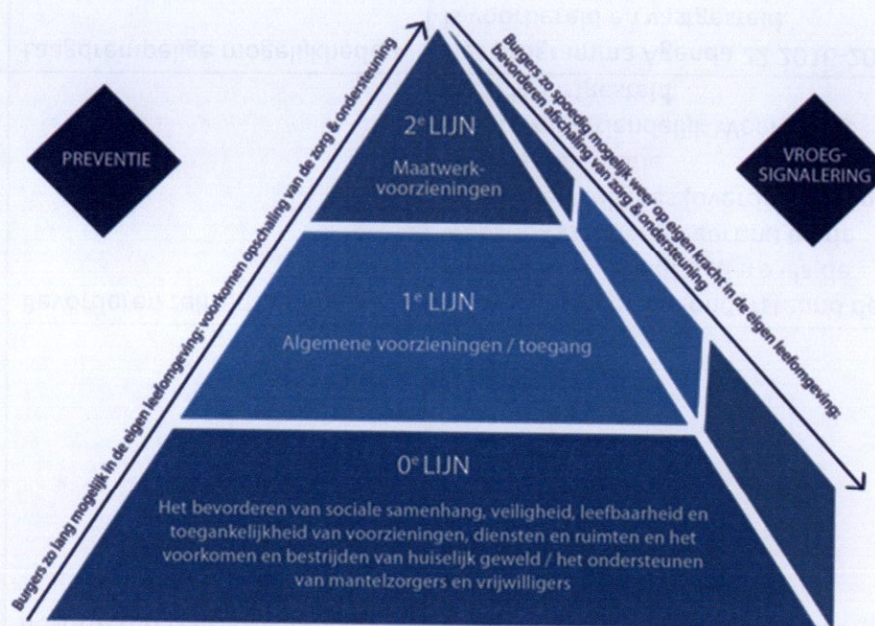 PREVENTIE
VROEG-
SIGNALERING
Burgers zo lang mogelijk in de eigen leefomgeving: voorkomen opschaling van de zorg & ondersteuning
Burgers zo spoedig mogelijk weer op eigen kracht in de eigen leefomgeving:
bevorderen afschaling van zorg & ondersteuning
2e LIJN
Maatwerk-
voorzieningen
1e LIJN
Algemene voorzieningen / toegang
0e LIJN
Het bevorderen van sociale samenhang, veiligheid, leefbaarheid en
toegankelijkheid van voorzieningen, diensten en ruimten en het
voorkomen en bestrijden van huiselijk geweld / het ondersteunen
van mantelzorgers en vrijwilligers